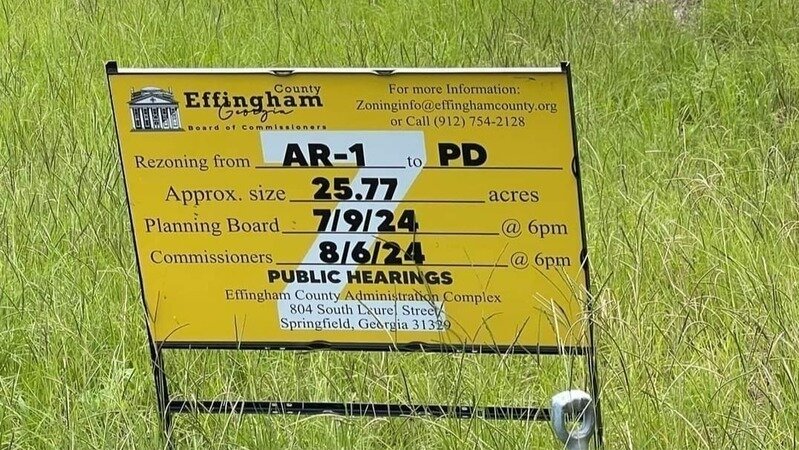 County
Effingham
Georgia
Board of Commissioners
For more Information:
Zoninginfo@effinghamcounty.org
or Call (912) 754-2128
Rezoning from AR-1 to PD
Approx. size 25.77 acres
Planning Board 7/9/24 @ 6pm
Commissioners 8/6/24 @ 6pm
PUBLIC HEARINGS
Effingham County Administration Complex
804 South Laurel Street
Springfield, Georgia 31329